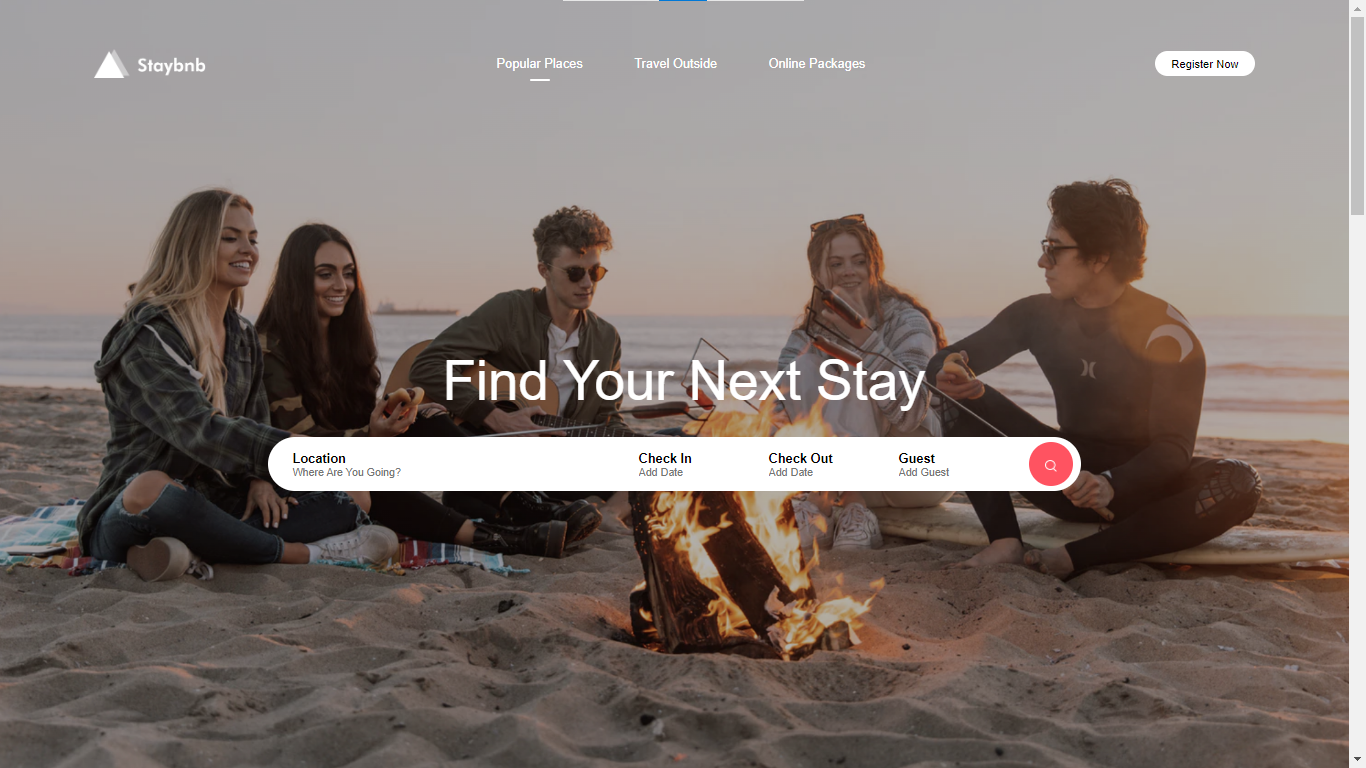 Staybnb
Popular Places
Travel Outside
Online Packages
Register Now
Find Your Next Stay
Location
Where Are You Going?
Check In
Add Date
Check Out
Add Date
Guest
Add Guest